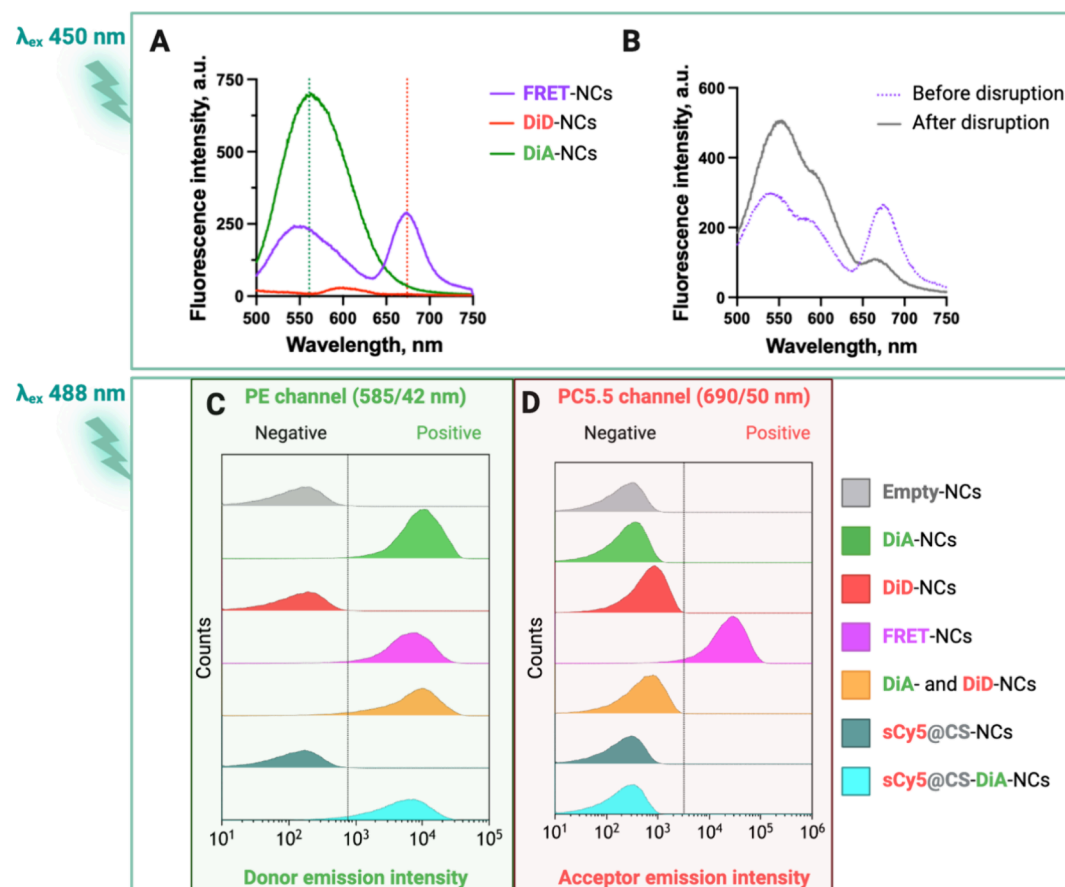 λex 450 nm
A
Fluorescence intensity, a.u.
750
500
250
0
500 550 600 650 700 750
Wavelength, nm
FRET-NCs
DiD-NCs
DiA-NCs
B
Fluorescence intensity, a.u.
600
400
200
0
500 550 600 650 700 750
Wavelength, nm
Before disruption
After disruption
λex 488 nm
C PE channel (585/42 nm)
Negative Positive
Counts
10¹ 10² 10³ 10⁴ 10⁵
Donor emission intensity
D PC5.5 channel (690/50 nm)
Negative Positive
Counts
10¹ 10² 10³ 10⁴ 10⁵ 10⁶
Acceptor emission intensity
Empty-NCs
DiA-NCs
DiD-NCs
FRET-NCs
DiA- and DiD-NCs
sCy5@CS-NCs
sCy5@CS-DiA-NCs